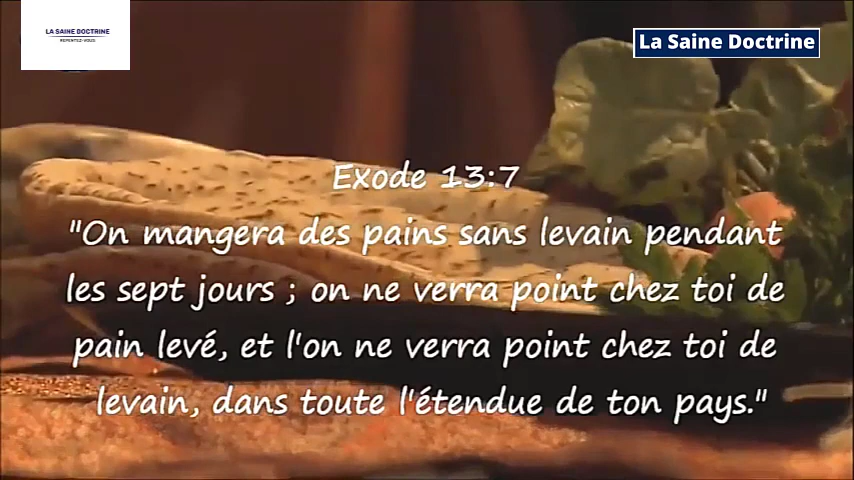 LA SAINE DOCTRINE
REPENTEZ-VOUS
La Saine Doctrine
Exode 13:7
"On mangera des pains sans levain pendant
les sept jours ; on ne verra point chez toi de
pain levé, et l'on ne verra point chez toi de
levain, dans toute l'étendue de ton pays."